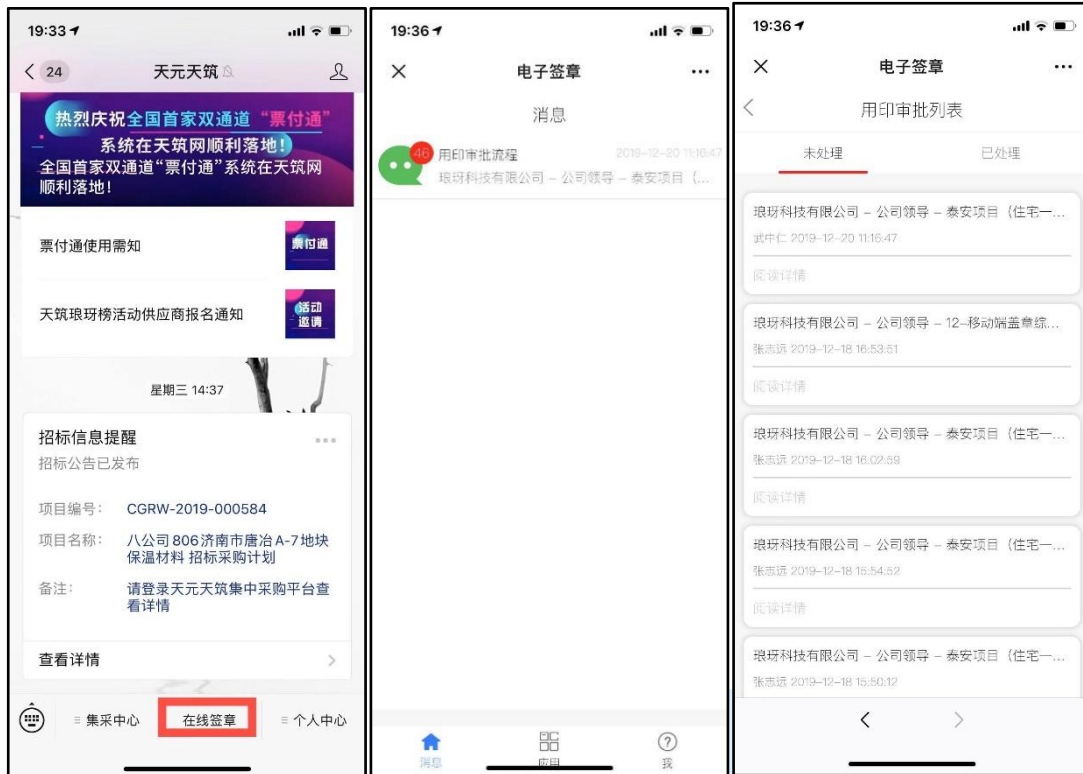 19:33
24
天元天筑
热烈庆祝全国首家双通道“票付通”
系统在天筑网顺利落地!
全国首家双通道“票付通”系统在天筑网
顺利落地!
票付通使用需知
票付通
天筑琅琊榜活动供应商报名通知
活动
邀请
星期三 14:37
招标信息提醒
招标公告已发布
项目编号: CGRW-2019-000584
项目名称: 八公司806济南市唐冶A-7地块
保温材料 招标采购计划
备注: 请登录天元天筑集中采购平台查
看详情
查看详情
集采中心
在线签章
个人中心
19:36
电子签章
消息
46
用印审批流程 2019-12-20 11:16:47
琅玡科技有限公司 – 公司领导 – 泰安项目（...
消息
应用
我
19:36
电子签章
用印审批列表
未处理
已处理
琅玡科技有限公司 – 公司领导 – 泰安项目（住宅一...
武中仁 2019-12-20 11:16:47
阅读详情
琅玡科技有限公司 – 公司领导 – 12-移动端盖章综...
张志远 2019-12-18 16:53:51
阅读详情
琅玡科技有限公司 – 公司领导 – 泰安项目（住宅一...
张志远 2019-12-18 16:02:59
阅读详情
琅玡科技有限公司 – 公司领导 – 泰安项目（住宅一...
张志远 2019-12-18 15:54:52
阅读详情
琅玡科技有限公司 – 公司领导 – 泰安项目（住宅一...
张志远 2019-12-18 15:50:12